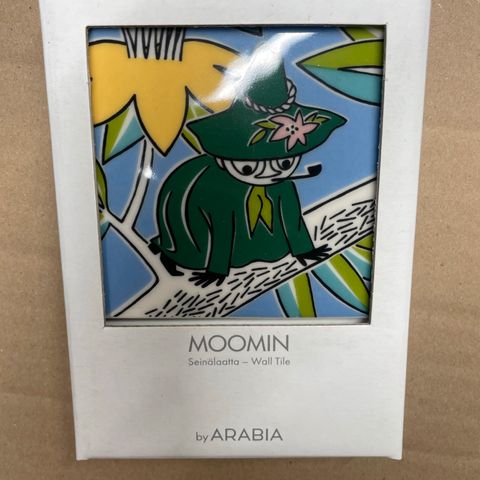 MOOMIN
Seinälaatta – Wall Tile
by ARABIA